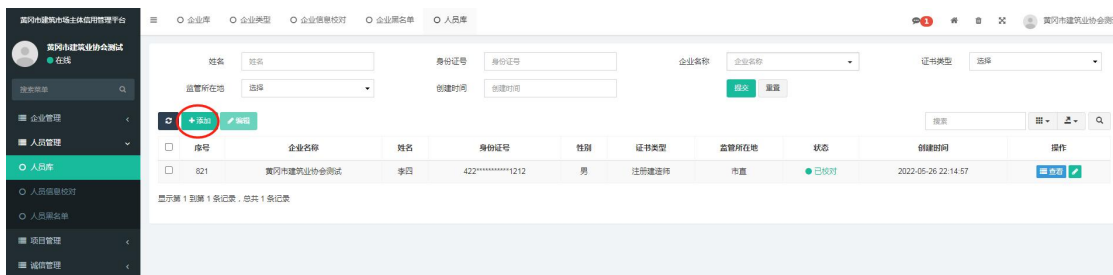 黄冈市建筑市场主体信用管理平台
企业库 企业类型 企业信息校对 企业黑名单 人员库
1 黄冈市建筑业协会测
黄冈市建筑业协会测试
在线
搜索菜单
企业管理
人员管理
人员库
人员信息校对
人员黑名单
项目管理
诚信管理
姓名 姓名 身份证号 身份证号 企业名称 企业名称 证书类型 选择
监管所在地 选择 创建时间 创建时间 提交 重置
添加 编辑 搜索
序号 企业名称 姓名 身份证号 性别 证书类型 监管所在地 状态 创建时间 操作
821 黄冈市建筑业协会测试 李四 422***********1212 男 注册建造师 市直 已校对 2022-05-26 22:14:57 查看
显示第 1 到第 1 条记录，总共 1 条记录